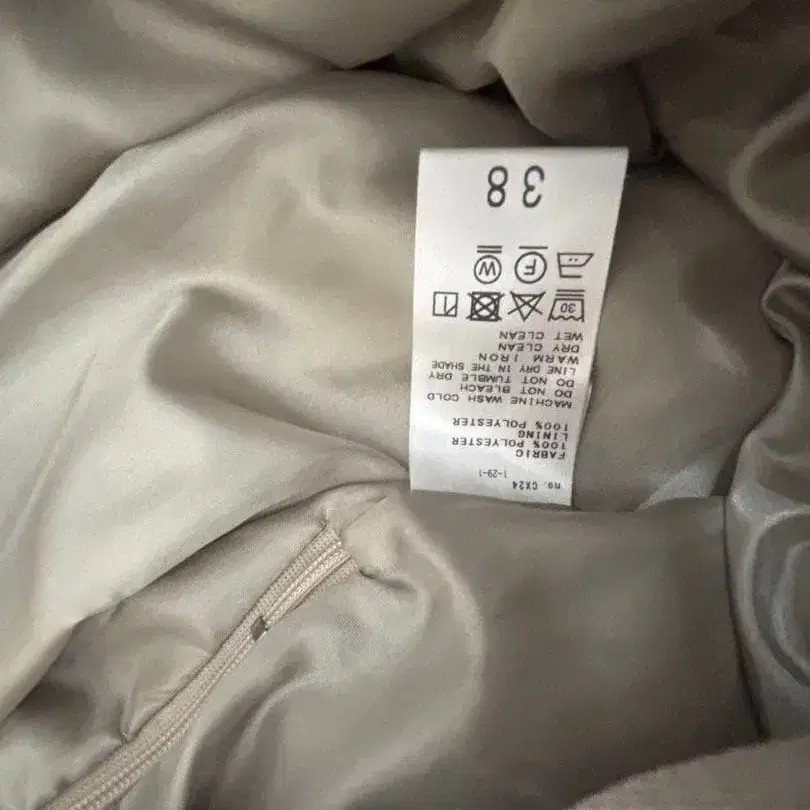 no. CX24 1-29-1
FABRIC
100% POLYESTER
LINING
100% POLYESTER
MACHINE WASH COLD
DO NOT BLEACH
DO NOT TUMBLE DRY
LINE DRY IN THE SHADE
WARM IRON
DRY CLEAN
WET CLEAN
30
F W
38